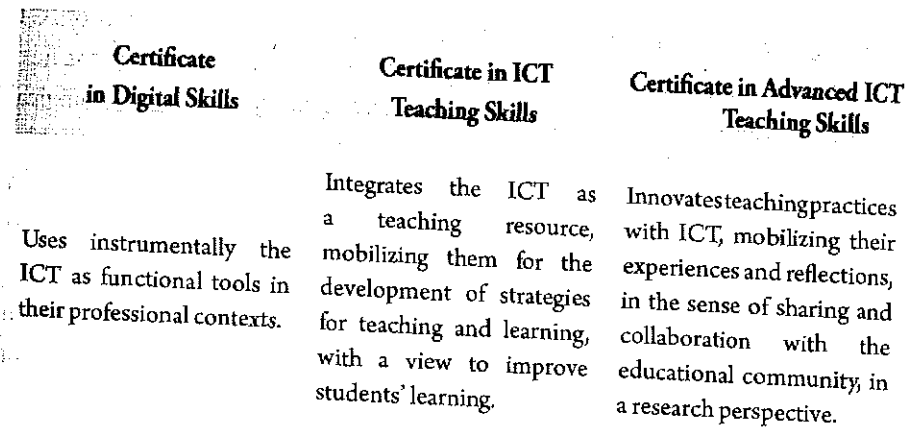 Certificate
in Digital Skills
Certificate in ICT
Teaching Skills
Certificate in Advanced ICT
Teaching Skills
Uses instrumentally the
ICT as functional tools in
their professional contexts.
Integrates the ICT as
a teaching resource,
mobilizing them for the
development of strategies
for teaching and learning,
with a view to improve
students' learning.
Innovates teaching practices
with ICT, mobilizing their
experiences and reflections,
in the sense of sharing and
collaboration with the
educational community, in
a research perspective.